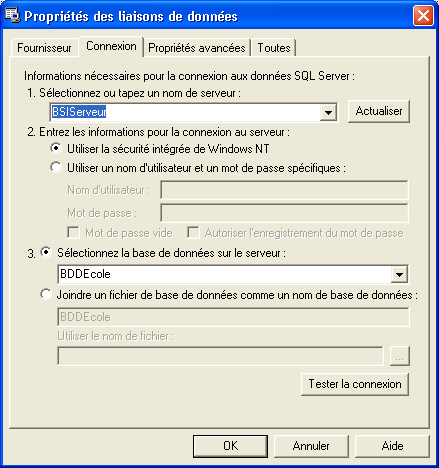 Propriétés des liaisons de données
Fournisseur Connexion Propriétés avancées Toutes
Informations nécessaires pour la connexion aux données SQL Server :
1. Sélectionnez ou tapez un nom de serveur :
BSIServeur Actualiser
2. Entrez les informations pour la connexion au serveur :
Utiliser la sécurité intégrée de Windows NT
Utiliser un nom d'utilisateur et un mot de passe spécifiques :
Nom d'utilisateur :
Mot de passe :
Mot de passe vide Autoriser l'enregistrement du mot de passe
3. Sélectionnez la base de données sur le serveur :
BDDEcole
Joindre un fichier de base de données comme un nom de base de données :
BDDEcole
Utiliser le nom de fichier :
...
Tester la connexion
OK Annuler Aide